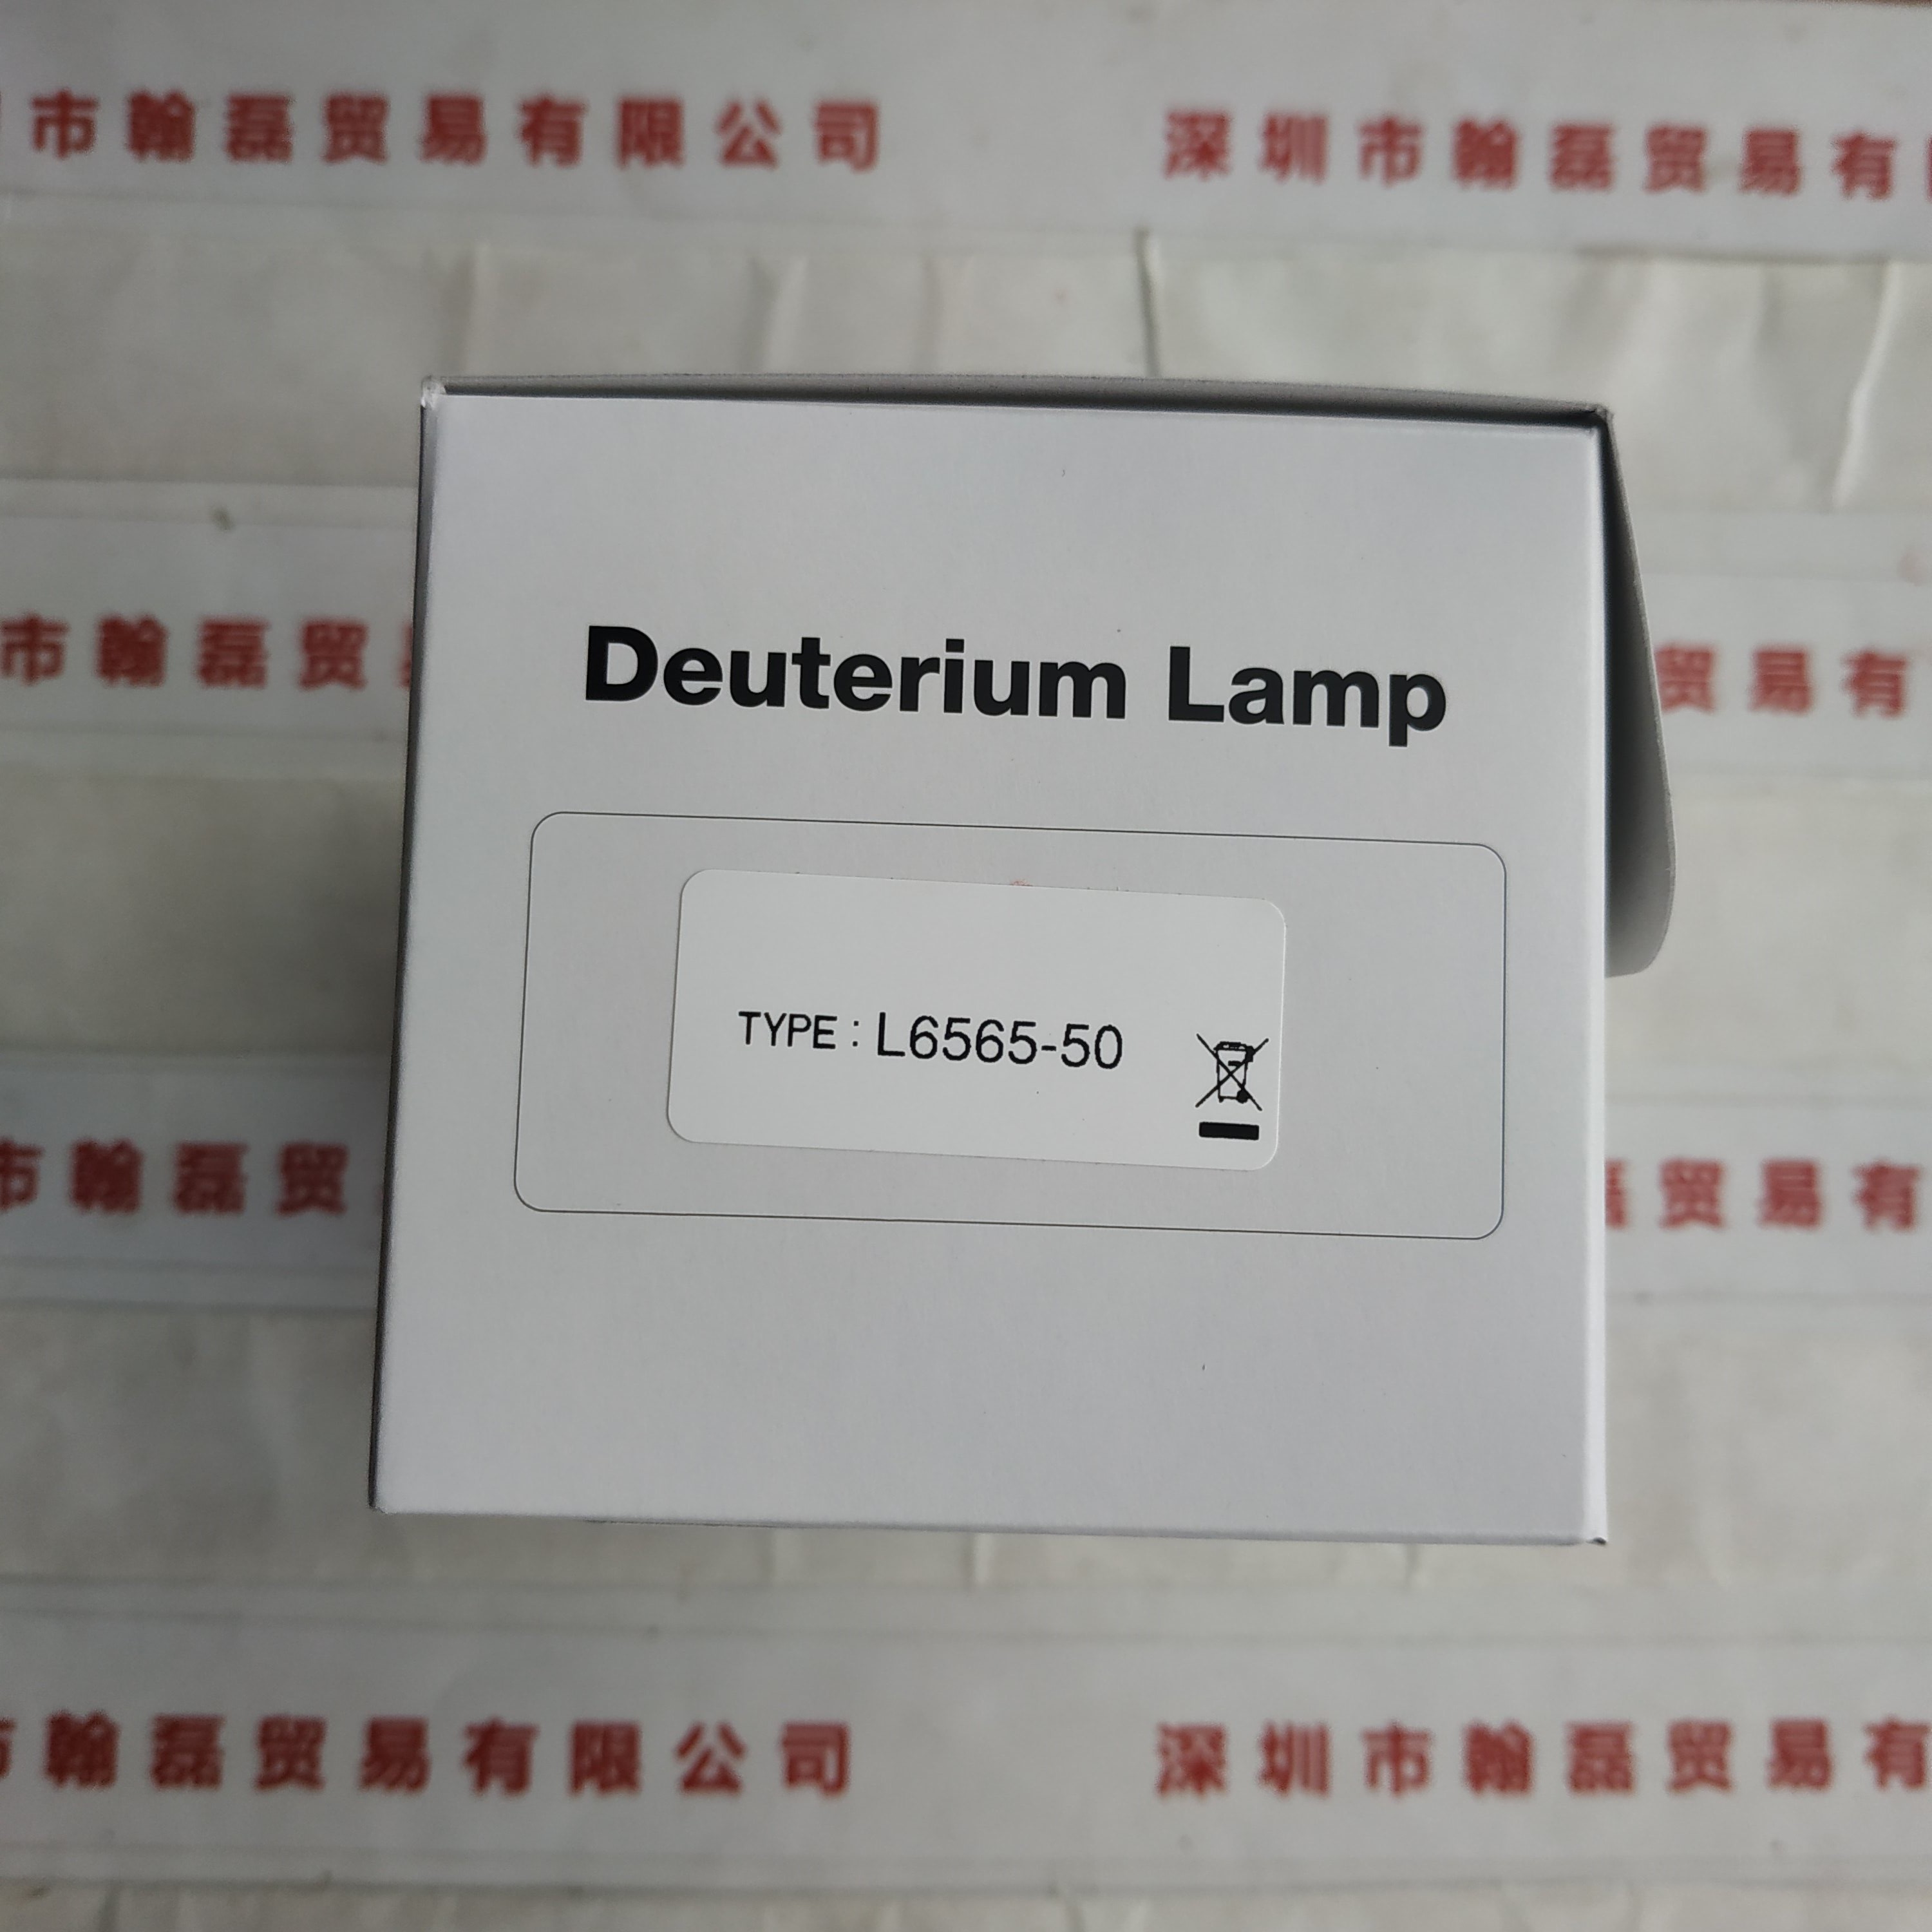 市翰磊贸易有限公司 深圳市翰磊贸易有
市翰磊贸 贸易有
Deuterium Lamp
TYPE : L6565-50
市翰磊贸 磊贸易有
市翰磊贸易有限公司 深圳市翰磊贸易有